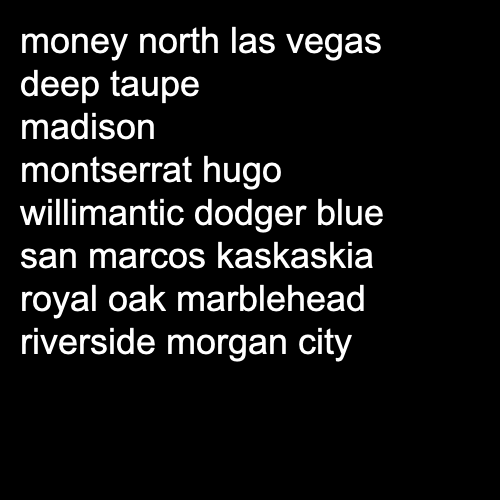 money north las vegas
deep taupe
madison
montserrat hugo
willimantic dodger blue
san marcos kaskaskia
royal oak marblehead
riverside morgan city